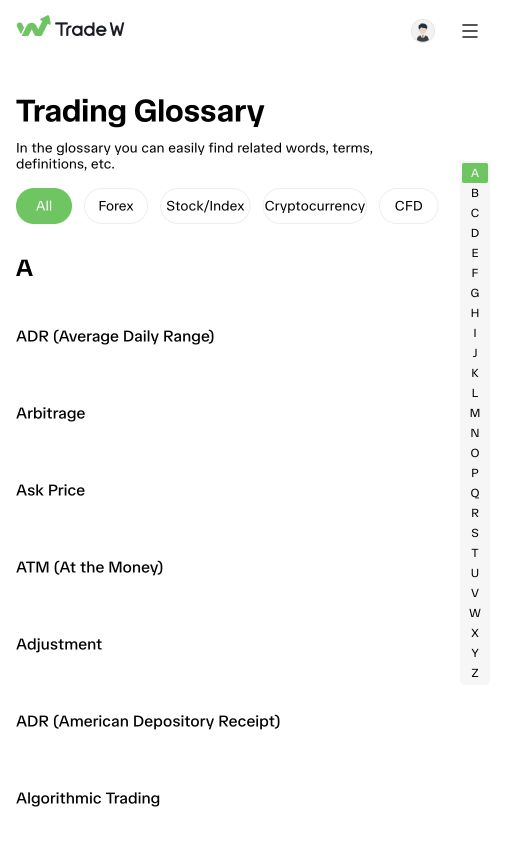 Trade W
Trading Glossary
In the glossary you can easily find related words, terms,
definitions, etc.
All
Forex
Stock/Index
Cryptocurrency
CFD
A
ADR (Average Daily Range)
Arbitrage
Ask Price
ATM (At the Money)
Adjustment
ADR (American Depository Receipt)
Algorithmic Trading
A
B
C
D
E
F
G
H
I
J
K
L
M
N
O
P
Q
R
S
T
U
V
W
X
Y
Z